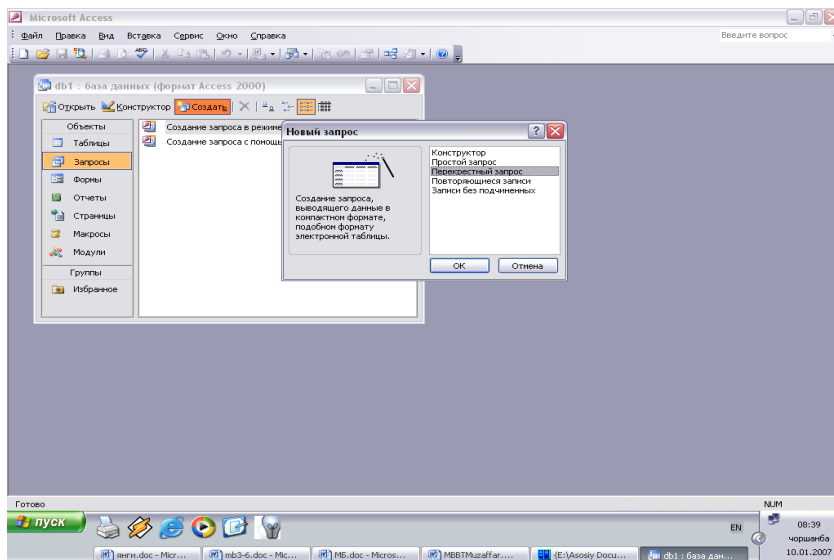 Microsoft Access
Файл Правка Вид Вставка Сервис Окно Справка
Введите вопрос
db1 : база данных (формат Access 2000)
Открыть Конструктор Создать
Объекты
Таблицы
Запросы
Формы
Отчеты
Страницы
Макросы
Модули
Группы
Избранное
Создание запроса в режиме
Создание запроса с помощь
Новый запрос
Создание запроса,
выводящего данные в
компактном формате,
подобном формату
электронной таблицы.
Конструктор
Простой запрос
Перекрестный запрос
Повторяющиеся записи
Записи без подчиненных
ОК Отмена
Готово
NUM
пуск
EN
08:39
чоршанба
10.01.2007
янги.doc - Micr...
mb3-6.doc - Mic...
МБ.doc - Micros...
MBBTMuzaffar....
{E:\Asosiy Docu...
db1 : база дан...